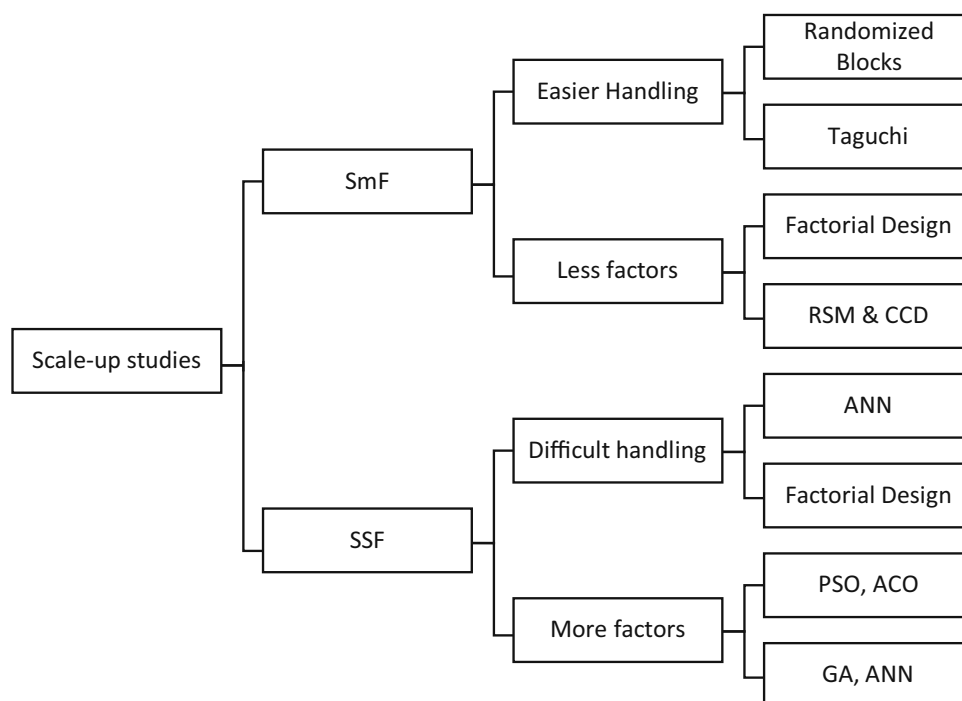 Scale-up studies
SmF
SSF
Easier Handling
Less factors
Difficult handling
More factors
Randomized
Blocks
Taguchi
Factorial Design
RSM & CCD
ANN
Factorial Design
PSO, ACO
GA, ANN